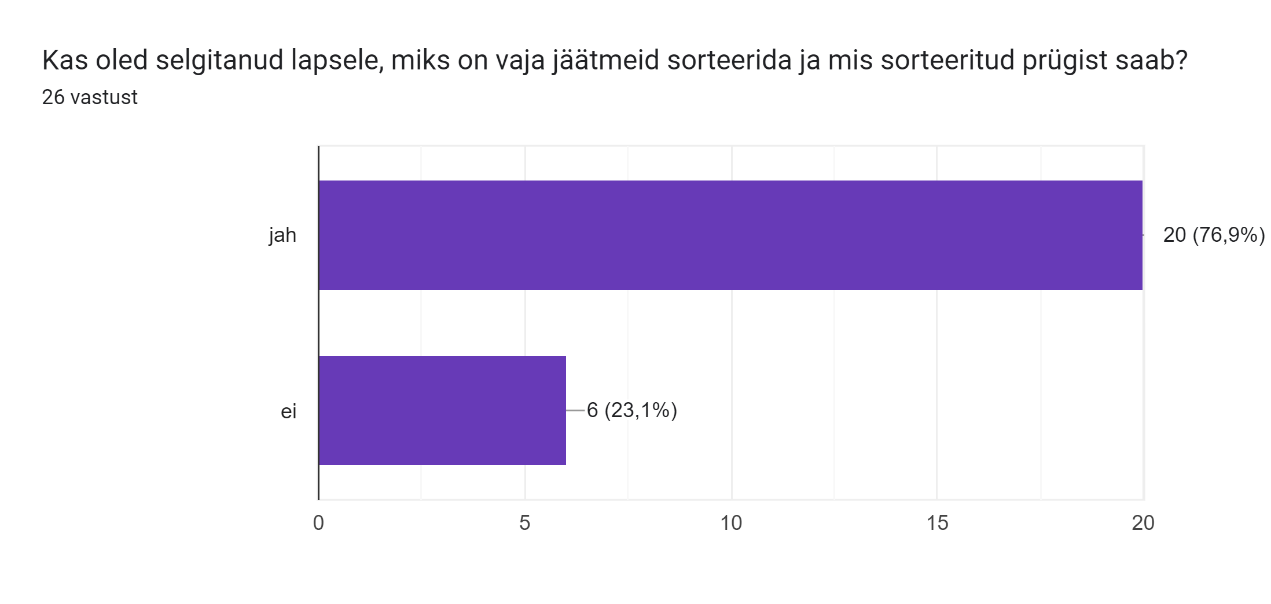 Kas oled selgitanud lapsele, miks on vaja jäätmeid sorteerida ja mis sorteeritud prügist saab?
26 vastust
jah
20 (76,9%)
ei
6 (23,1%)
0
5
10
15
20